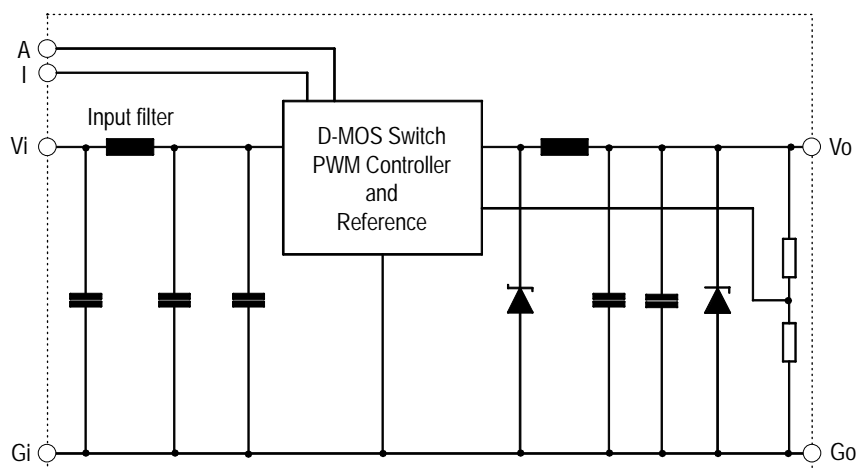 A
I
Input filter
Vi
D-MOS Switch
PWM Controller
and
Reference
Vo
Gi
Go